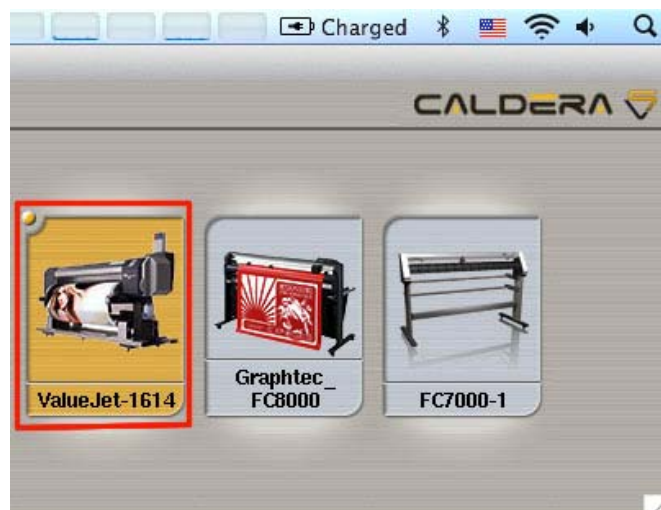 Charged
CALDERA
ValueJet-1614
Graphtec_
FC8000
FC7000-1